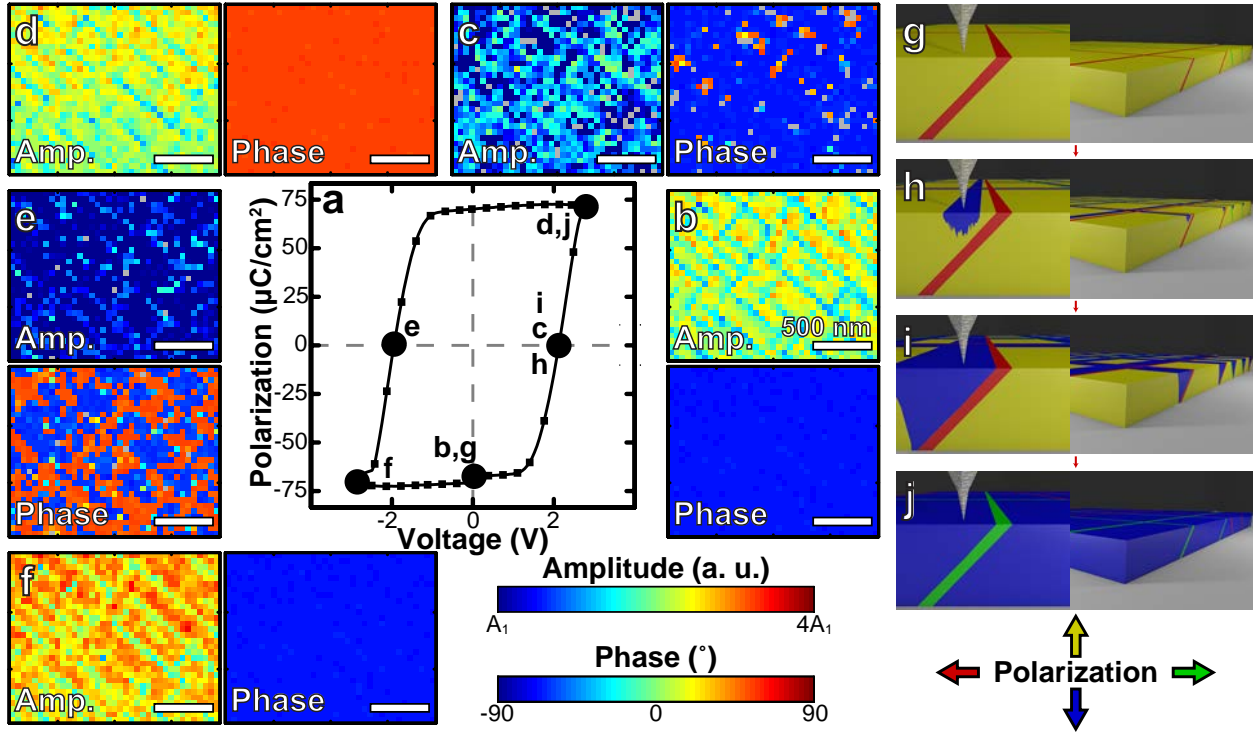 d
Amp.
Phase
c
Amp.
Phase
e
Amp.
Phase
a
Polarization (µC/cm²)
75
50
25
0
-25
-50
-75
d,j
i
c
h
e
b,g
f
-2
0
2
Voltage (V)
b
Amp.
500 nm
Phase
f
Amp.
Phase
Amplitude (a. u.)
A₁
4A₁
Phase (°)
-90
0
90
g
h
i
j
Polarization